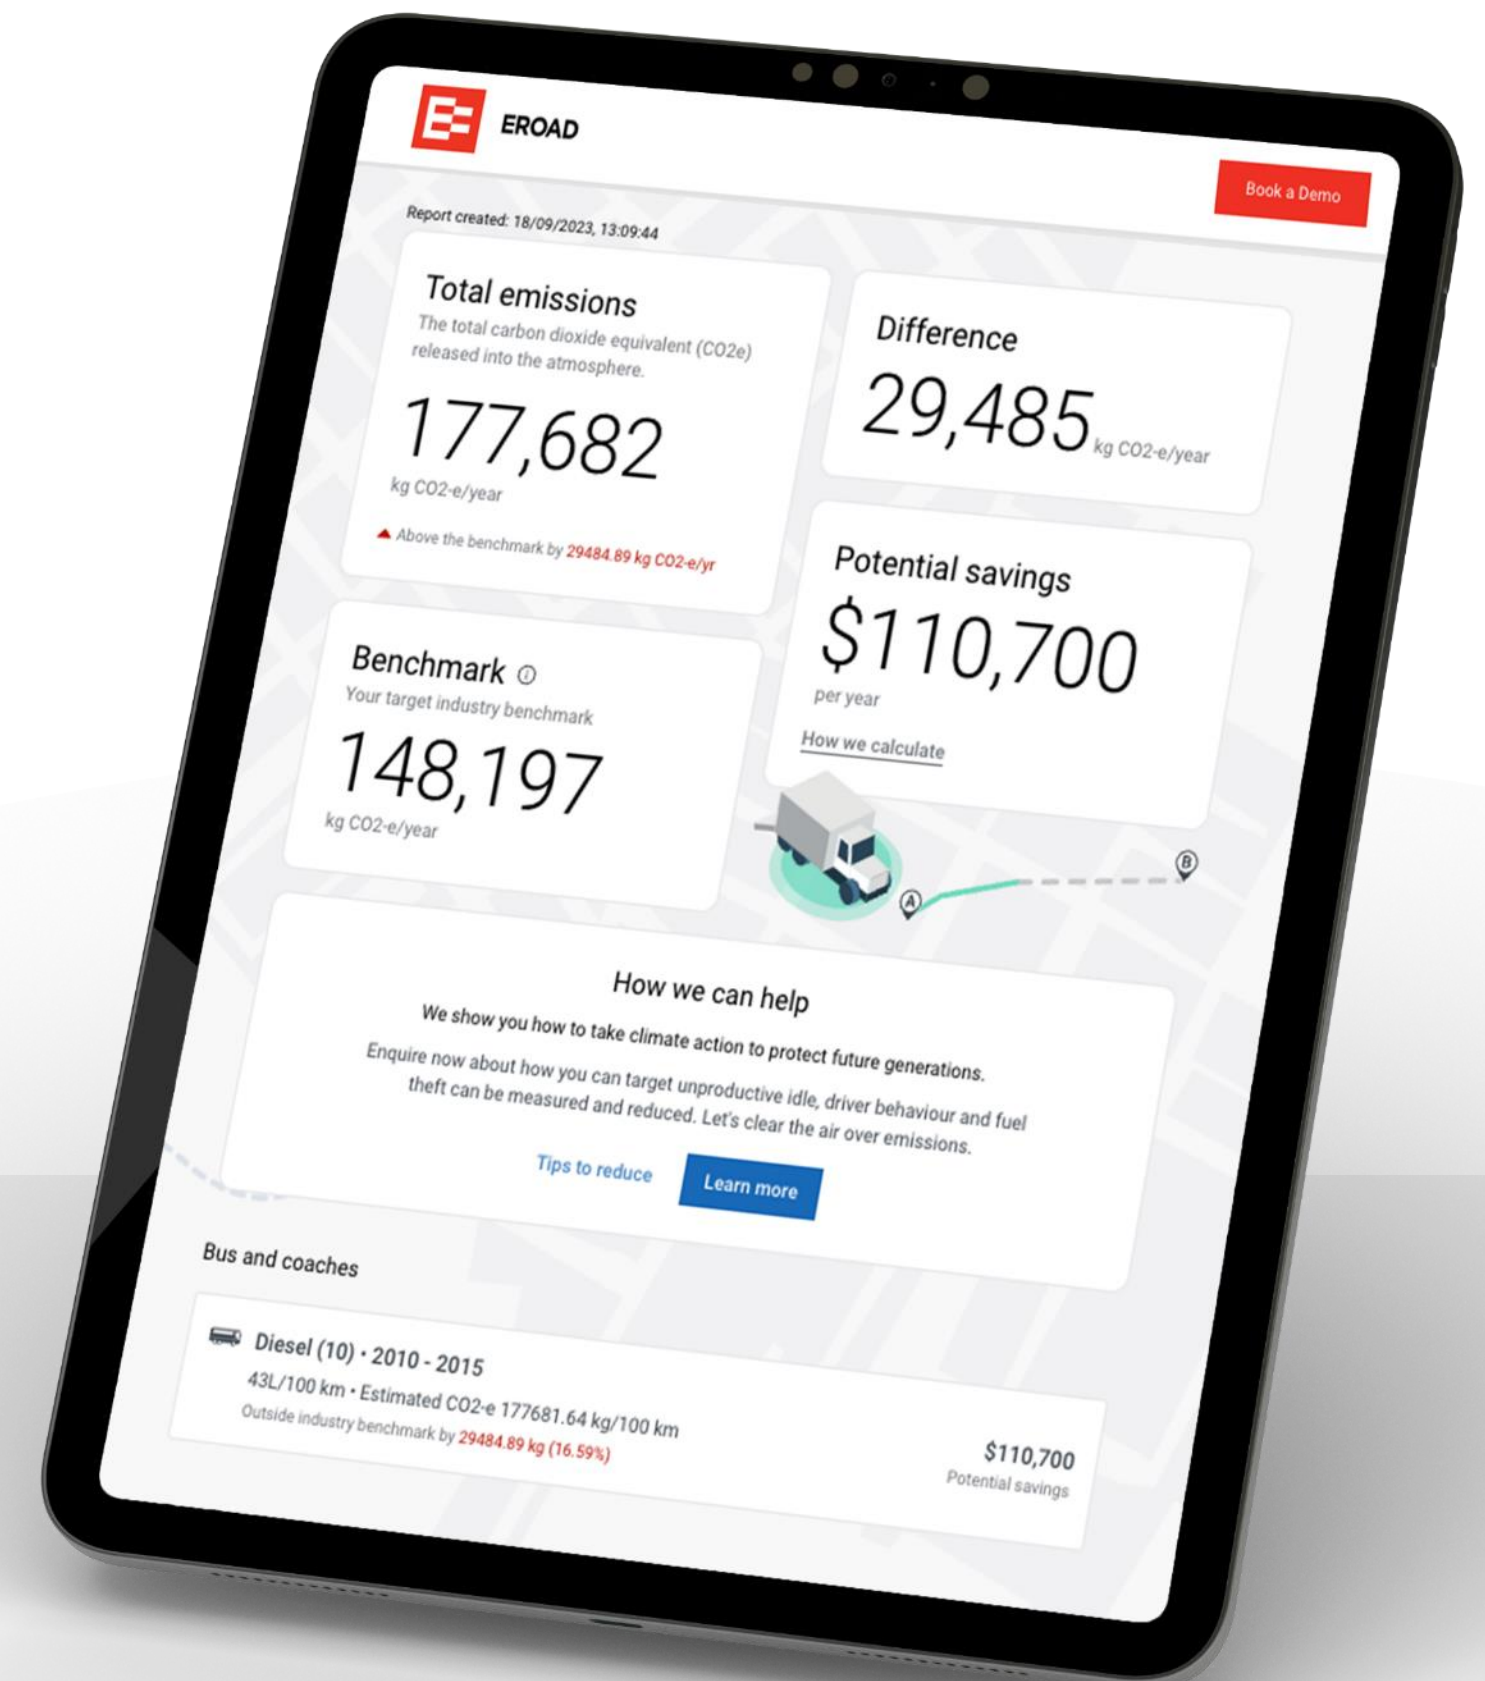 EROAD
Book a Demo
Report created: 18/09/2023, 13:09:44
Total emissions
The total carbon dioxide equivalent (CO2e)
released into the atmosphere.
177,682
kg CO2-e/year
Above the benchmark by 29484.89 kg CO2-e/yr
Difference
29,485 kg CO2-e/year
Potential savings
$110,700
per year
How we calculate
Benchmark
Your target industry benchmark
148,197
kg CO2-e/year
A
B
How we can help
We show you how to take climate action to protect future generations.
Enquire now about how you can target unproductive idle, driver behaviour and fuel
theft can be measured and reduced. Let's clear the air over emissions.
Tips to reduce
Learn more
Bus and coaches
Diesel (10) • 2010 - 2015
43L/100 km • Estimated CO2-e 177681.64 kg/100 km
Outside industry benchmark by 29484.89 kg (16.59%)
$110,700
Potential savings